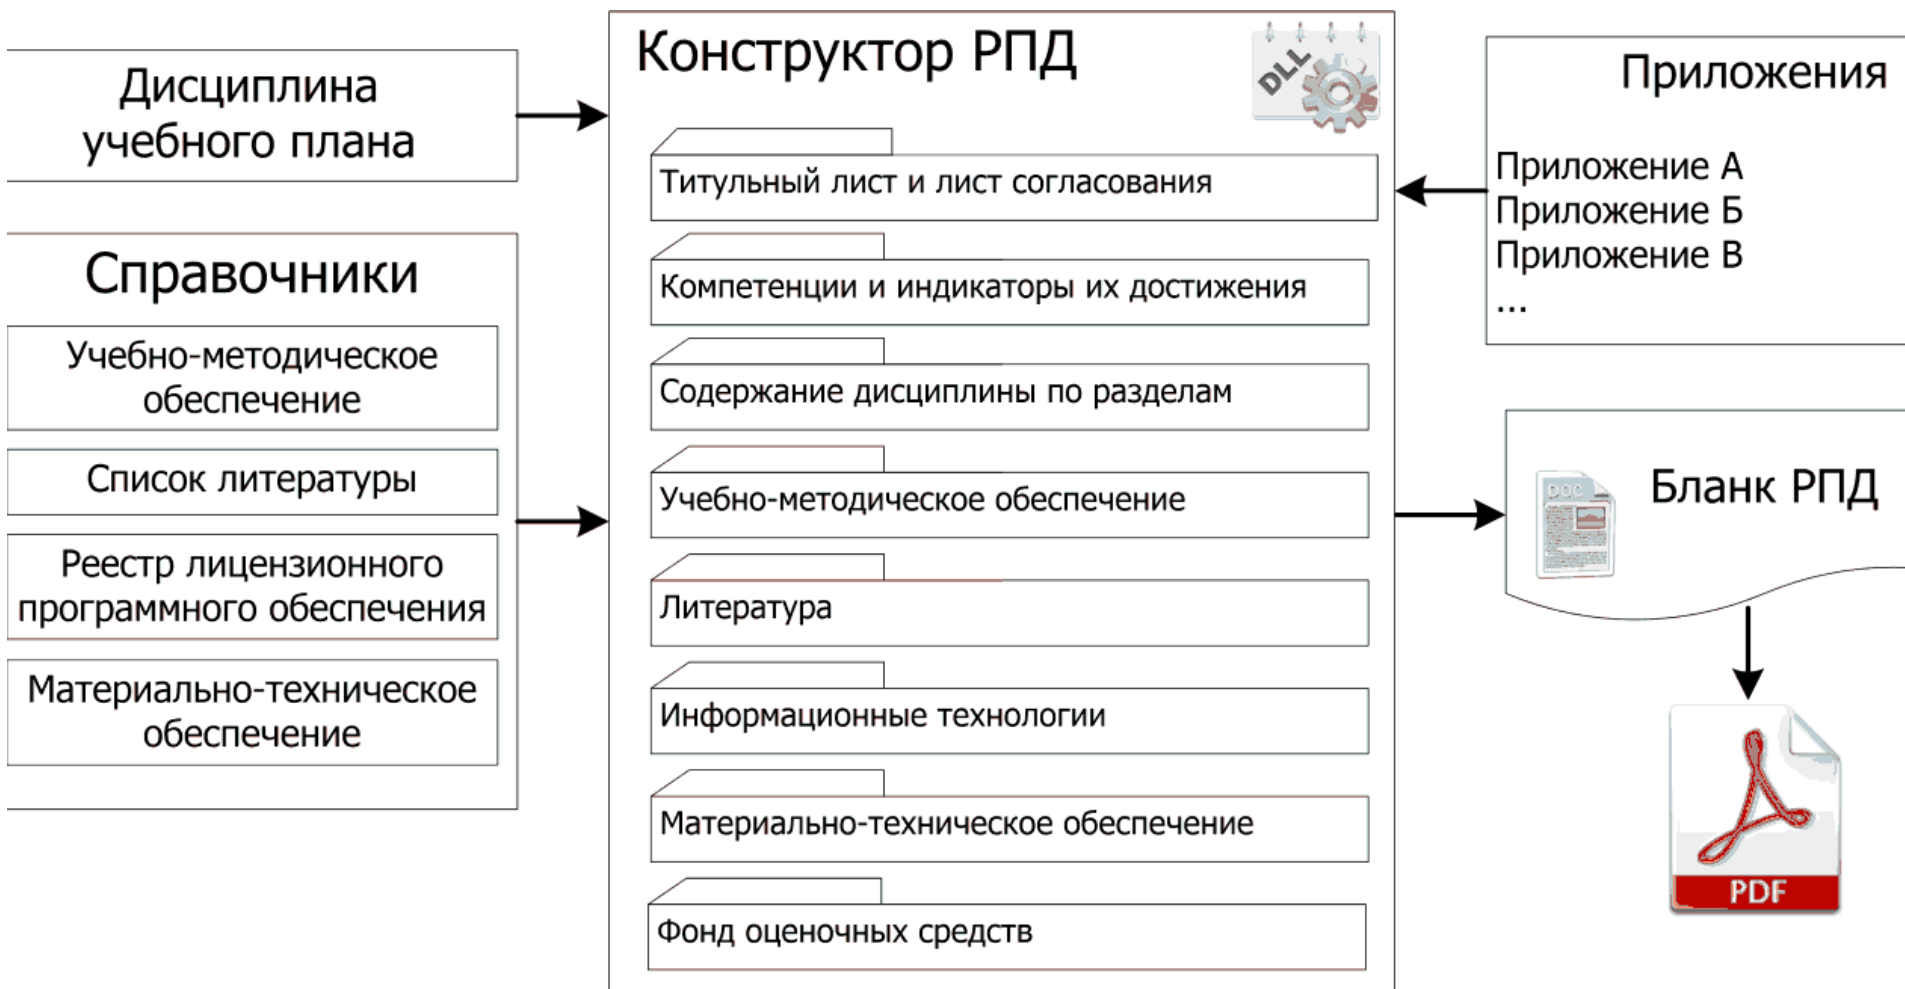 Дисциплина
учебного плана
Справочники
Учебно-методическое
обеспечение
Список литературы
Реестр лицензионного
программного обеспечения
Материально-техническое
обеспечение
Конструктор РПД
DLL
Титульный лист и лист согласования
Компетенции и индикаторы их достижения
Содержание дисциплины по разделам
Учебно-методическое обеспечение
Литература
Информационные технологии
Материально-техническое обеспечение
Фонд оценочных средств
Приложения
Приложение А
Приложение Б
Приложение В
...
DOC
Бланк РПД
PDF